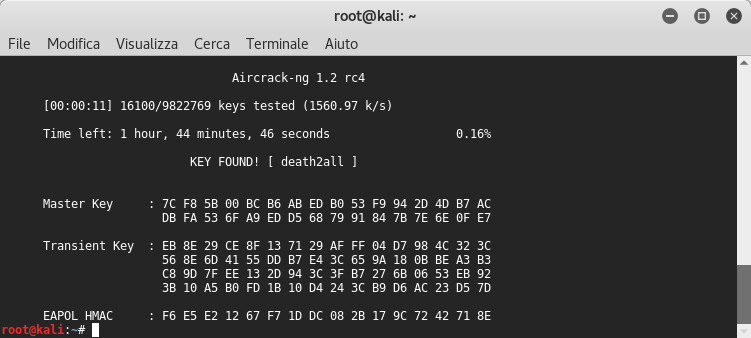 root@kali: ~
File Modifica Visualizza Cerca Terminale Aiuto
Aircrack-ng 1.2 rc4
[00:00:11] 16100/9822769 keys tested (1560.97 k/s)
Time left: 1 hour, 44 minutes, 46 seconds 0.16%
KEY FOUND! [ death2all ]
Master Key : 7C F8 5B 00 BC B6 AB ED B0 53 F9 94 2D 4D B7 AC
DB FA 53 6F A9 ED D5 68 79 91 84 7B 7E 6E 0F E7
Transient Key : EB 8E 29 CE 8F 13 71 29 AF FF 04 D7 98 4C 32 3C
56 8E 6D 41 55 DD B7 E4 3C 65 9A 18 0B BE A3 B3
C8 9D 7F EE 13 2D 94 3C 3F B7 27 6B 06 53 EB 92
3B 10 A5 B0 FD 1B 10 D4 24 3C B9 D6 AC 23 D5 7D
EAPOL HMAC : F6 E5 E2 12 67 F7 1D DC 08 2B 17 9C 72 42 71 8E
root@kali:~#